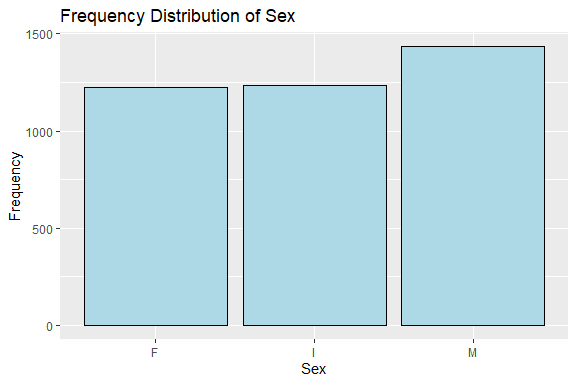 Frequency Distribution of Sex
1500
1000
500
0
Frequency
F I M
Sex